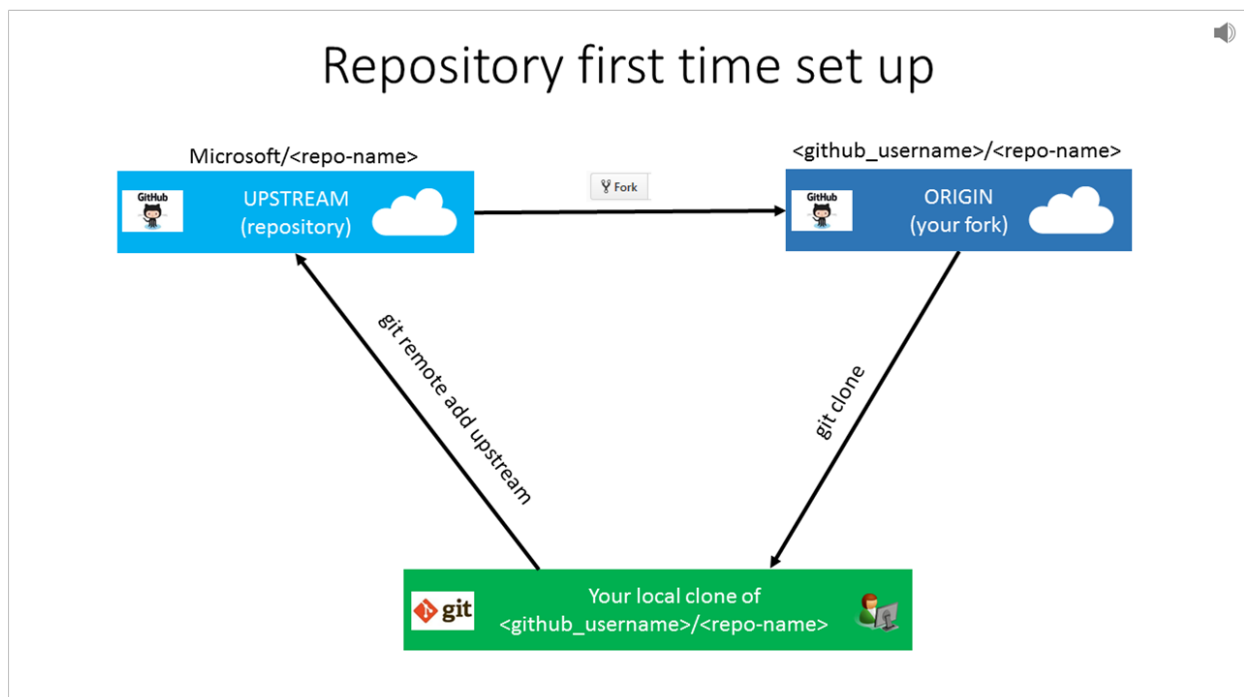 Repository first time set up
Microsoft/<repo-name>
<github_username>/<repo-name>
GitHub
UPSTREAM
(repository)
Fork
GitHub
ORIGIN
(your fork)
git remote add upstream
git clone
git
Your local clone of
<github_username>/<repo-name>